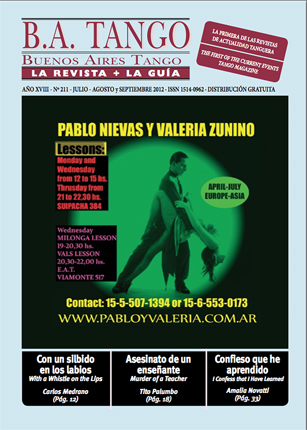 B.A. TANGO
BUENOS AIRES TANGO
LA REVISTA + LA GUÍA
LA PRIMERA DE LAS REVISTAS
DE ACTUALIDAD TANGUERA
THE FIRST OF THE CURRENT EVENTS
TANGO MAGAZINE
AÑO XVIII · Nº 211 · JULIO · AGOSTO y SEPTIEMBRE 2012 · ISSN 1514-0962 · DISTRIBUCIÓN GRATUITA
PABLO NIEVAS Y VALERIA ZUNINO
Lessons:
Monday and
Wednesday
from 12 to 15 hs.
Thrusday from
21 to 22,30 hs.
SUIPACHA 384
APRIL-JULY
EUROPE-ASIA
Wednesday
MILONGA LESSON
19-20,30 hs.
VALS LESSON
20,30-22,00 hs.
E.A.T.
VIAMONTE 517
Contact: 15-5-507-1394 or 15-6-553-0173
WWW.PABLOYVALERIA.COM.AR
Con un silbido
en los labios
With a Whistle on the Lips
Carlos Medrano
(Pág. 12)
Asesinato de un
enseñante
Murder of a Teacher
Tito Palumbo
(Pág. 18)
Confieso que he
aprendido
I Confess that I Have Learned
Amalia Novatti
(Pág. 33)